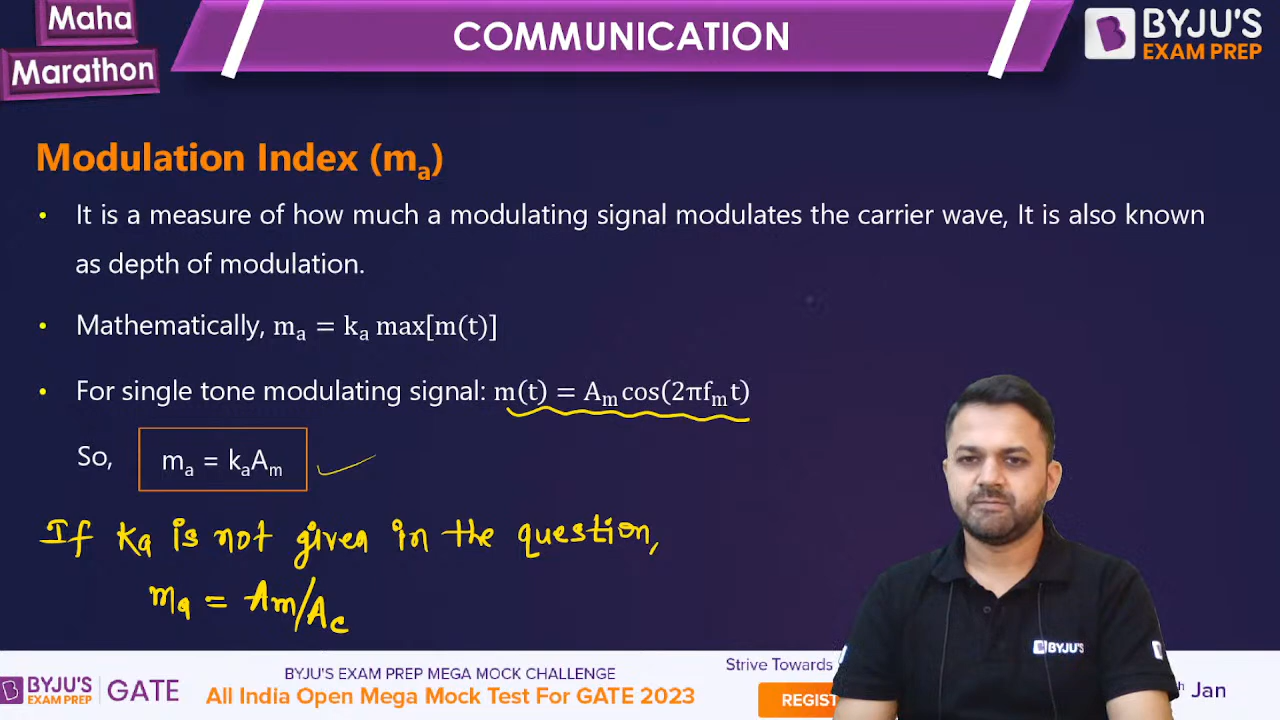 Maha
Marathon
COMMUNICATION
BYJU'S
EXAM PREP
Modulation Index (mₐ)
• It is a measure of how much a modulating signal modulates the carrier wave, It is also known
as depth of modulation.
• Mathematically, mₐ = kₐ max[m(t)]
• For single tone modulating signal: m(t) = Aₘ cos(2πfₘt)
So, mₐ = kₐAₘ
If kₐ is not given in the question,
mₐ = Aₘ/A_c
BYJU'S
BYJU'S EXAM PREP MEGA MOCK CHALLENGE
Strive Towards
BYJU'S
EXAM PREP
GATE
All India Open Mega Mock Test For GATE 2023
REGIST
Jan